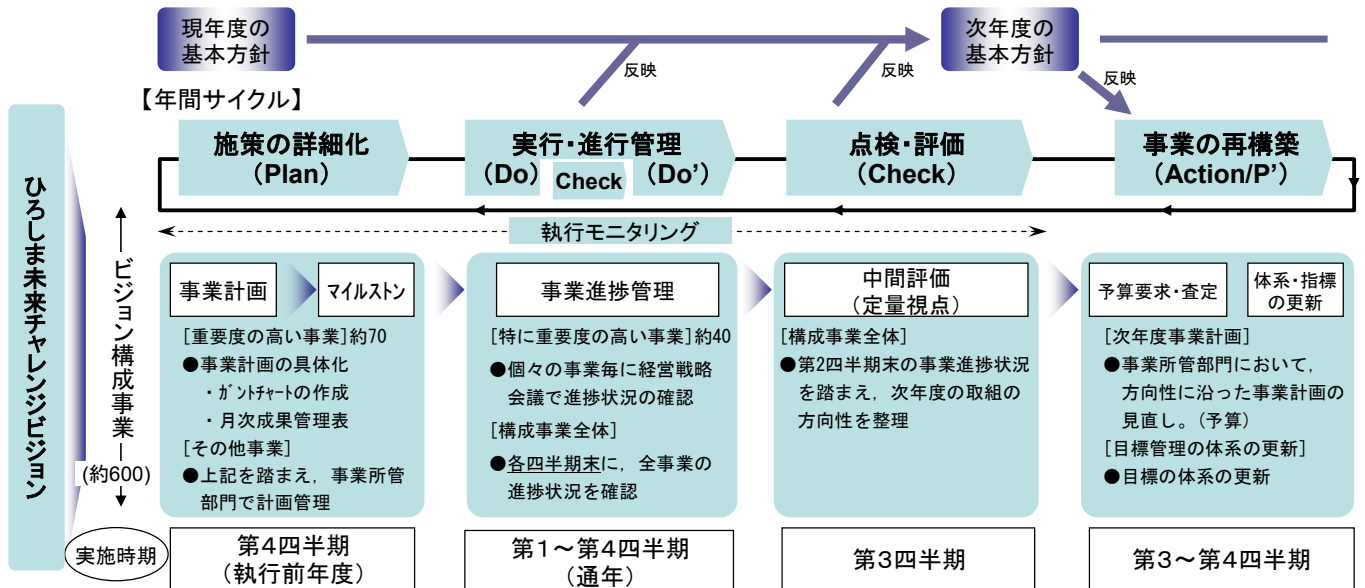 現年度の
基本方針
次年度の
基本方針
反映
反映
反映
【年間サイクル】
施策の詳細化
（Plan）
実行・進行管理
（Do） Check （Do’）
点検・評価
（Check）
事業の再構築
（Action/P’）
執行モニタリング
ひろしま未来チャレンジビジョン
ビジョン構成事業
(約600)
実施時期
事業計画
マイルストン
[重要度の高い事業]約70
●事業計画の具体化
・ｶﾞﾝﾄﾁｬｰﾄの作成
・月次成果管理表
[その他事業]
●上記を踏まえ，事業所管
部門で計画管理
第４四半期
（執行前年度）
事業進捗管理
[特に重要度の高い事業]約40
●個々の事業毎に経営戦略
会議で進捗状況の確認
[構成事業全体]
●各四半期末に，全事業の
進捗状況を確認
第１～第４四半期
（通年）
中間評価
（定量視点）
[構成事業全体]
●第2四半期末の事業進捗状況
を踏まえ，次年度の取組の
方向性を整理
第３四半期
予算要求・査定
体系・指標
の更新
[次年度事業計画]
●事業所管部門において，
方向性に沿った事業計画の
見直し。(予算)
[目標管理の体系の更新]
●目標の体系の更新
第３～第４四半期